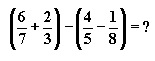 (6/7 + 2/3) − (4/5 − 1/8) = ?